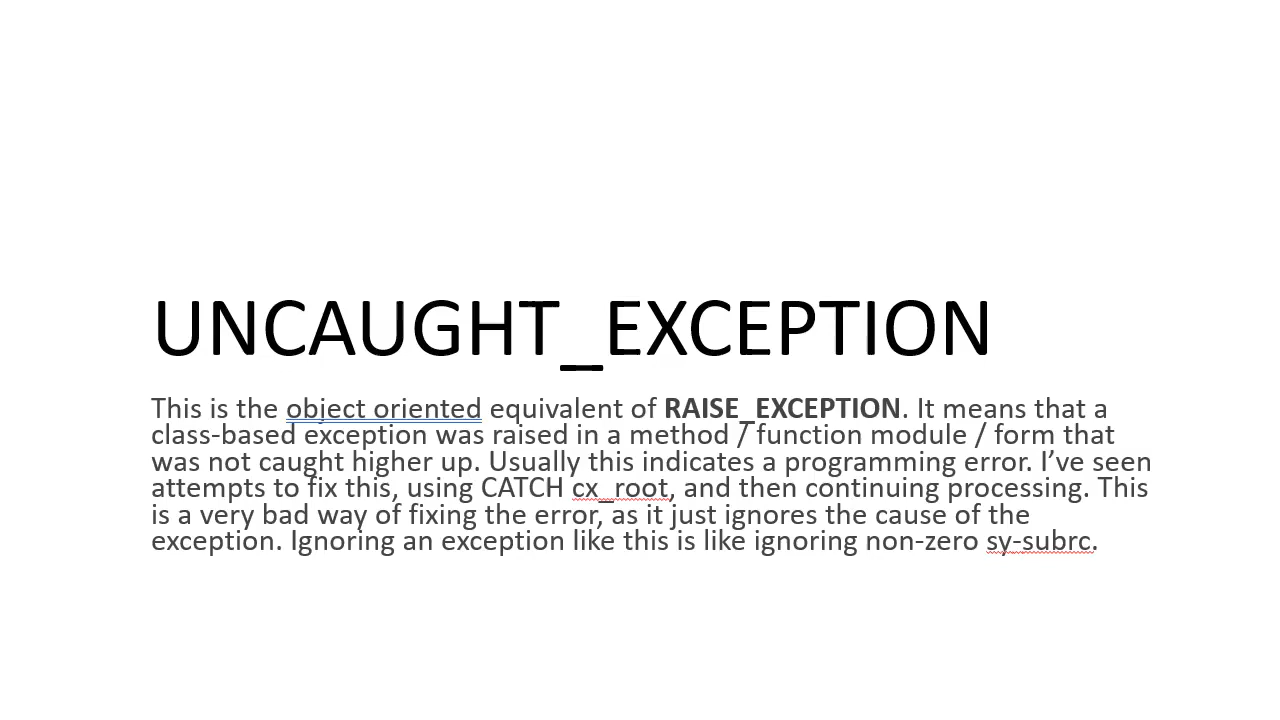 UNCAUGHT_EXCEPTION
This is the object oriented equivalent of RAISE_EXCEPTION. It means that a
class-based exception was raised in a method / function module / form that
was not caught higher up. Usually this indicates a programming error. I’ve seen
attempts to fix this, using CATCH cx_root, and then continuing processing. This
is a very bad way of fixing the error, as it just ignores the cause of the
exception. Ignoring an exception like this is like ignoring non-zero sy-subrc.